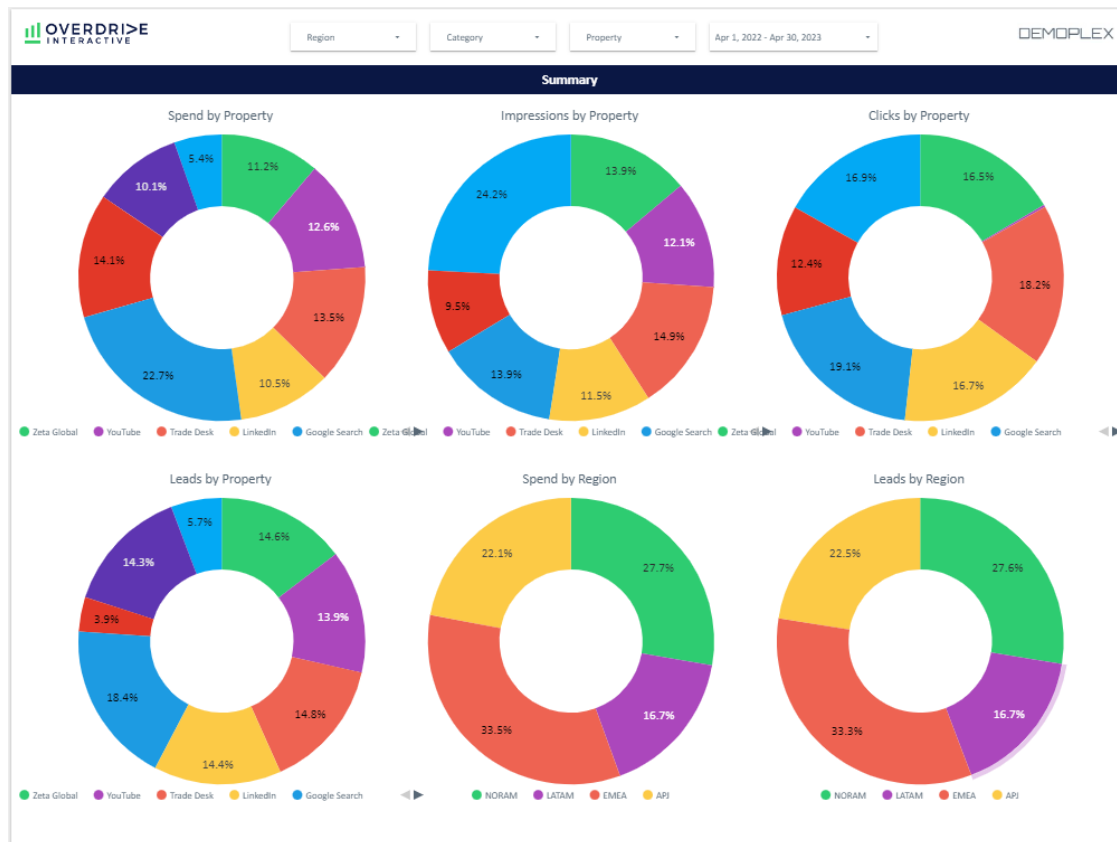 OVERDRIVE
INTERACTIVE
Region
Category
Property
Apr 1, 2022 - Apr 30, 2023
DEMOPLEX
Summary
Spend by Property
Impressions by Property
Clicks by Property
5.4%
11.2%
10.1%
12.6%
14.1%
13.5%
22.7%
10.5%
24.2%
13.9%
12.1%
9.5%
14.9%
13.9%
11.5%
16.9%
16.5%
12.4%
18.2%
19.1%
16.7%
Zeta Global YouTube Trade Desk LinkedIn Google Search
Zeta Global YouTube Trade Desk LinkedIn Google Search
Zeta Global YouTube Trade Desk LinkedIn Google Search
Leads by Property
Spend by Region
Leads by Region
5.7%
14.6%
14.3%
13.9%
3.9%
18.4%
14.8%
14.4%
22.1%
27.7%
16.7%
33.5%
22.5%
27.6%
16.7%
33.3%
Zeta Global YouTube Trade Desk LinkedIn Google Search
NORAM LATAM EMEA APJ
NORAM LATAM EMEA APJ